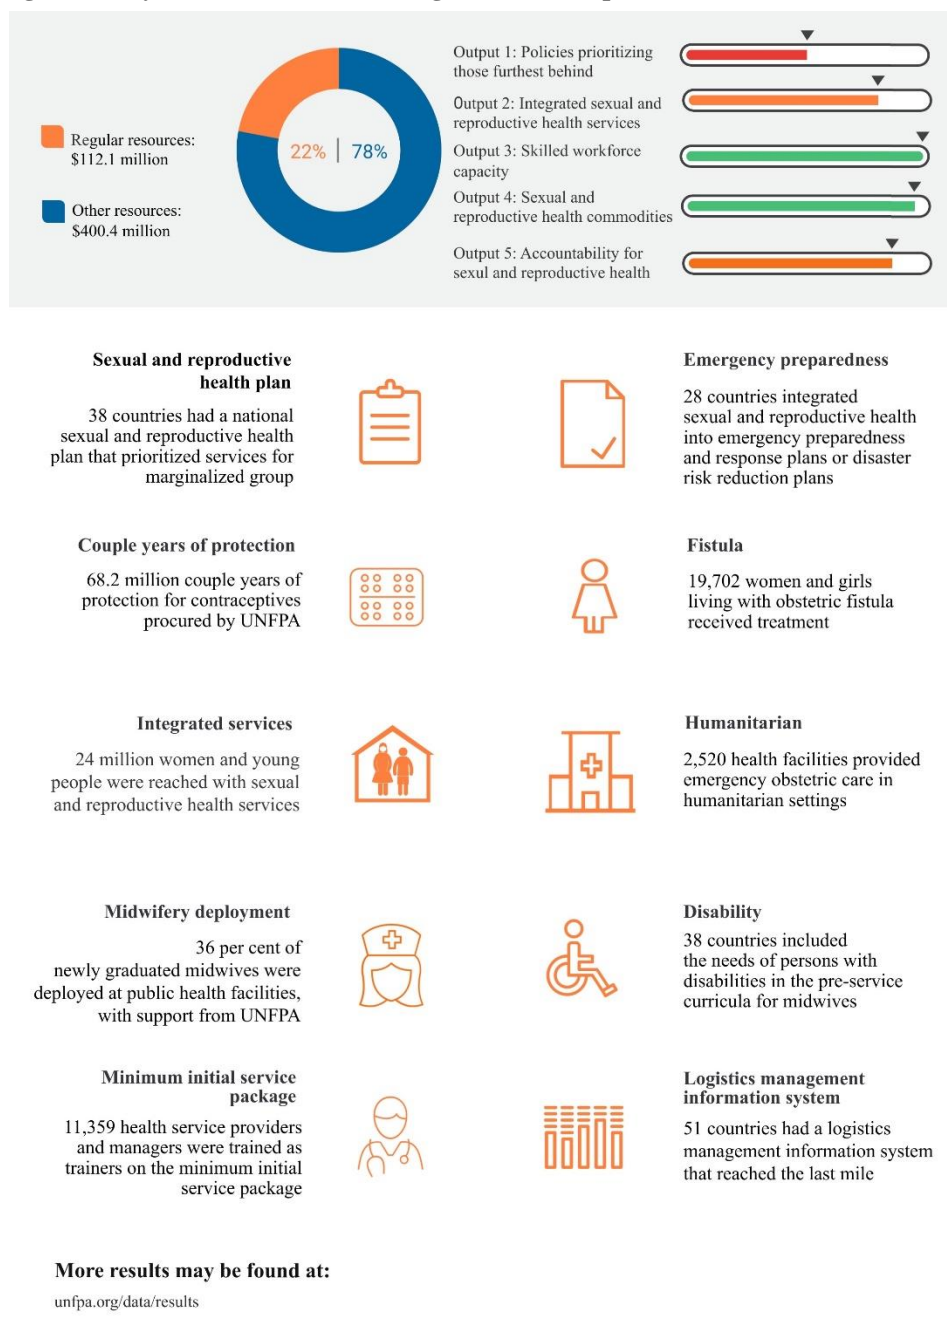 Regular resources:
$112.1 million
Other resources:
$400.4 million
22% | 78%
Output 1: Policies prioritizing
those furthest behind
Output 2: Integrated sexual and
reproductive health services
Output 3: Skilled workforce
capacity
Output 4: Sexual and
reproductive health commodities
Output 5: Accountability for
sexul and reproductive health
Sexual and reproductive
health plan
38 countries had a national
sexual and reproductive health
plan that prioritized services for
marginalized group
Emergency preparedness
28 countries integrated
sexual and reproductive health
into emergency preparedness
and response plans or disaster
risk reduction plans
Couple years of protection
68.2 million couple years of
protection for contraceptives
procured by UNFPA
Fistula
19,702 women and girls
living with obstetric fistula
received treatment
Integrated services
24 million women and young
people were reached with sexual
and reproductive health services
Humanitarian
2,520 health facilities provided
emergency obstetric care in
humanitarian settings
Midwifery deployment
36 per cent of
newly graduated midwives were
deployed at public health facilities,
with support from UNFPA
Disability
38 countries included
the needs of persons with
disabilities in the pre-service
curricula for midwives
Minimum initial service
package
11,359 health service providers
and managers were trained as
trainers on the minimum initial
service package
Logistics management
information system
51 countries had a logistics
management information system
that reached the last mile
More results may be found at:
unfpa.org/data/results